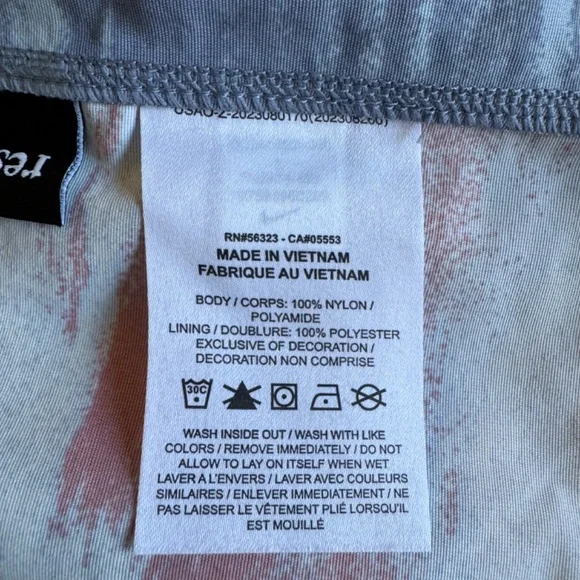 RN#56323 - CA#05553
MADE IN VIETNAM
FABRIQUE AU VIETNAM
BODY / CORPS: 100% NYLON /
POLYAMIDE
LINING / DOUBLURE: 100% POLYESTER
EXCLUSIVE OF DECORATION /
DECORATION NON COMPRISE
30C
WASH INSIDE OUT / WASH WITH LIKE
COLORS / REMOVE IMMEDIATELY / DO NOT
ALLOW TO LAY ON ITSELF WHEN WET
LAVER A L'ENVERS / LAVER AVEC COULEURS
SIMILAIRES / ENLEVER IMMEDIATEMENT / NE
PAS LAISSER LE VÊTEMENT PLIÉ LORSQU'IL
EST MOUILLÉ
res